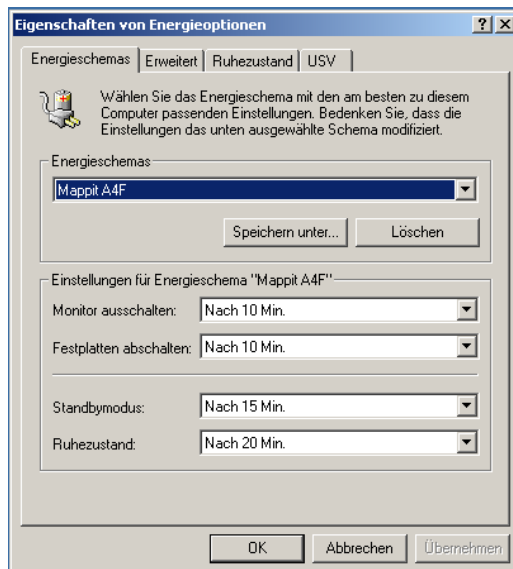 Eigenschaften von Energieoptionen
Energieschemas Erweitert Ruhezustand USV
Wählen Sie das Energieschema mit den am besten zu diesem
Computer passenden Einstellungen. Bedenken Sie, dass die
Einstellungen das unten ausgewählte Schema modifiziert.
Energieschemas
Mappit A4F
Speichern unter... Löschen
Einstellungen für Energieschema "Mappit A4F"
Monitor ausschalten: Nach 10 Min.
Festplatten abschalten: Nach 10 Min.
Standbymodus: Nach 15 Min.
Ruhezustand: Nach 20 Min.
OK Abbrechen Übernehmen